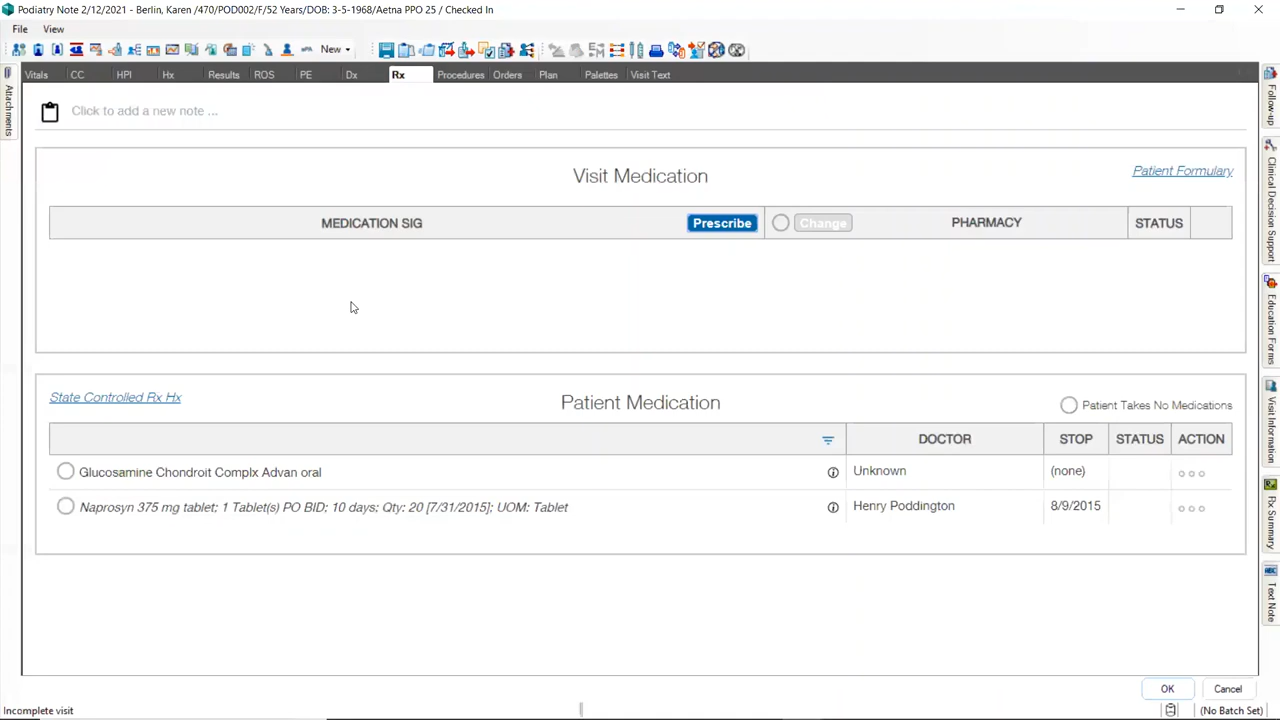 Podiatry Note 2/12/2021 - Berlin, Karen /470/POD002/F/52 Years/DOB: 3-5-1968/Aetna PPO 25 / Checked In
File View
New
Vitals CC HPI Hx Results ROS PE Dx Rx Procedures Orders Plan Palettes Visit Text
Attachments
Click to add a new note ...
Visit Medication
Patient Formulary
MEDICATION SIG Prescribe Change PHARMACY STATUS
State Controlled Rx Hx
Patient Medication
Patient Takes No Medications
DOCTOR STOP STATUS ACTION
Glucosamine Chondroit Complx Advan oral Unknown (none)
Naprosyn 375 mg tablet; 1 Tablet(s) PO BID; 10 days; Qty: 20 [7/31/2015]; UOM: Tablet Henry Poddington 8/9/2015
Follow-up
Clinical Decision Support
Education Forms
Visit Information
Rx Summary
Text Note
OK Cancel
Incomplete visit
(No Batch Set)